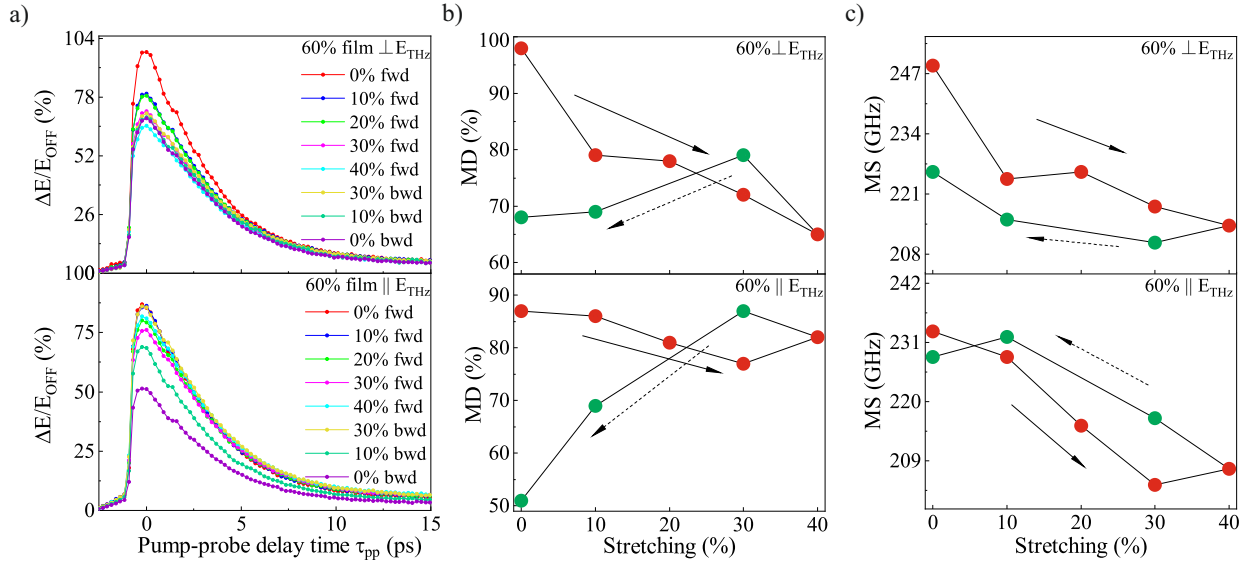 a)
104
78
52
26
ΔE/E_OFF (%)
60% film ⊥E_THz
0% fwd
10% fwd
20% fwd
30% fwd
40% fwd
30% bwd
10% bwd
0% bwd
100
75
50
25
0
ΔE/E_OFF (%)
60% film || E_THz
0% fwd
10% fwd
20% fwd
30% fwd
40% fwd
30% bwd
10% bwd
0% bwd
0 5 10 15
Pump-probe delay time τ_pp (ps)
b)
100
90
80
70
60
MD (%)
60%⊥E_THz
90
80
70
60
50
MD (%)
60% || E_THz
0 10 20 30 40
Stretching (%)
c)
247
234
221
208
MS (GHz)
60% ⊥E_THz
242
231
220
209
MS (GHz)
60% || E_THz
0 10 20 30 40
Stretching (%)